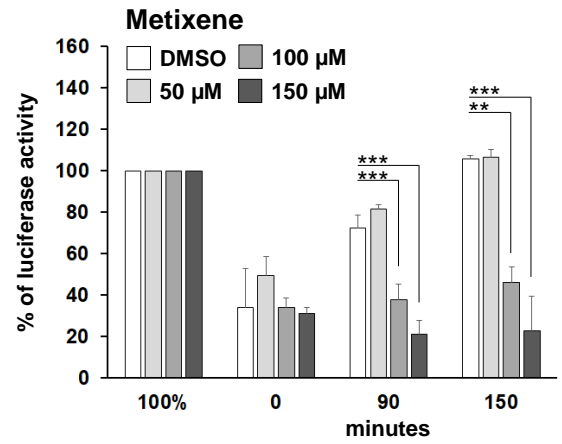 Metixene
DMSO
100 µM
50 µM
150 µM
% of luciferase activity
160
140
120
100
80
60
40
20
0
***
***
***
**
100%
0
90
150
minutes